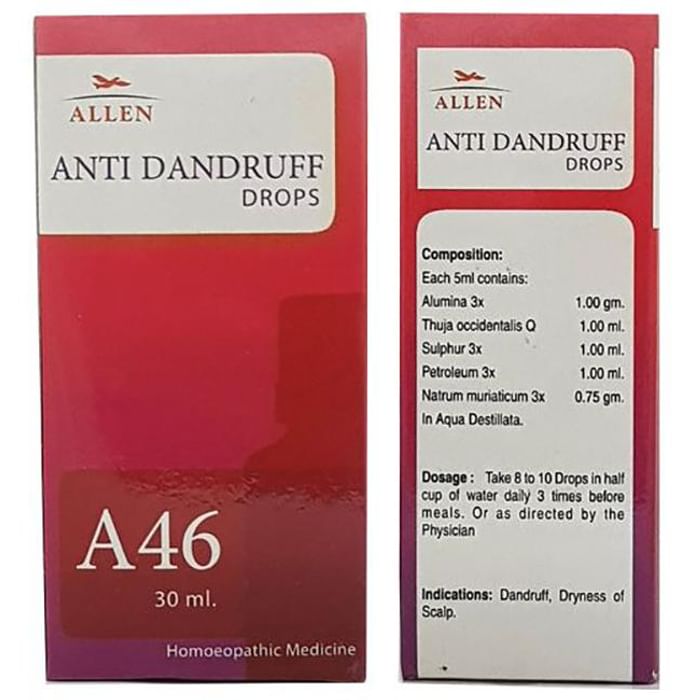 ALLEN
ANTI DANDRUFF
DROPS
A46
30 ml.
Homoeopathic Medicine
ALLEN
ANTI DANDRUFF
DROPS
Composition:
Each 5ml contains:
Alumina 3x 1.00 gm.
Thuja occidentalis Q 1.00 ml.
Sulphur 3x 1.00 ml.
Petroleum 3x 1.00 ml.
Natrum muriaticum 3x 0.75 gm.
In Aqua Destillata.
Dosage : Take 8 to 10 Drops in half
cup of water daily 3 times before
meals. Or as directed by the
Physician
Indications: Dandruff, Dryness of
Scalp.